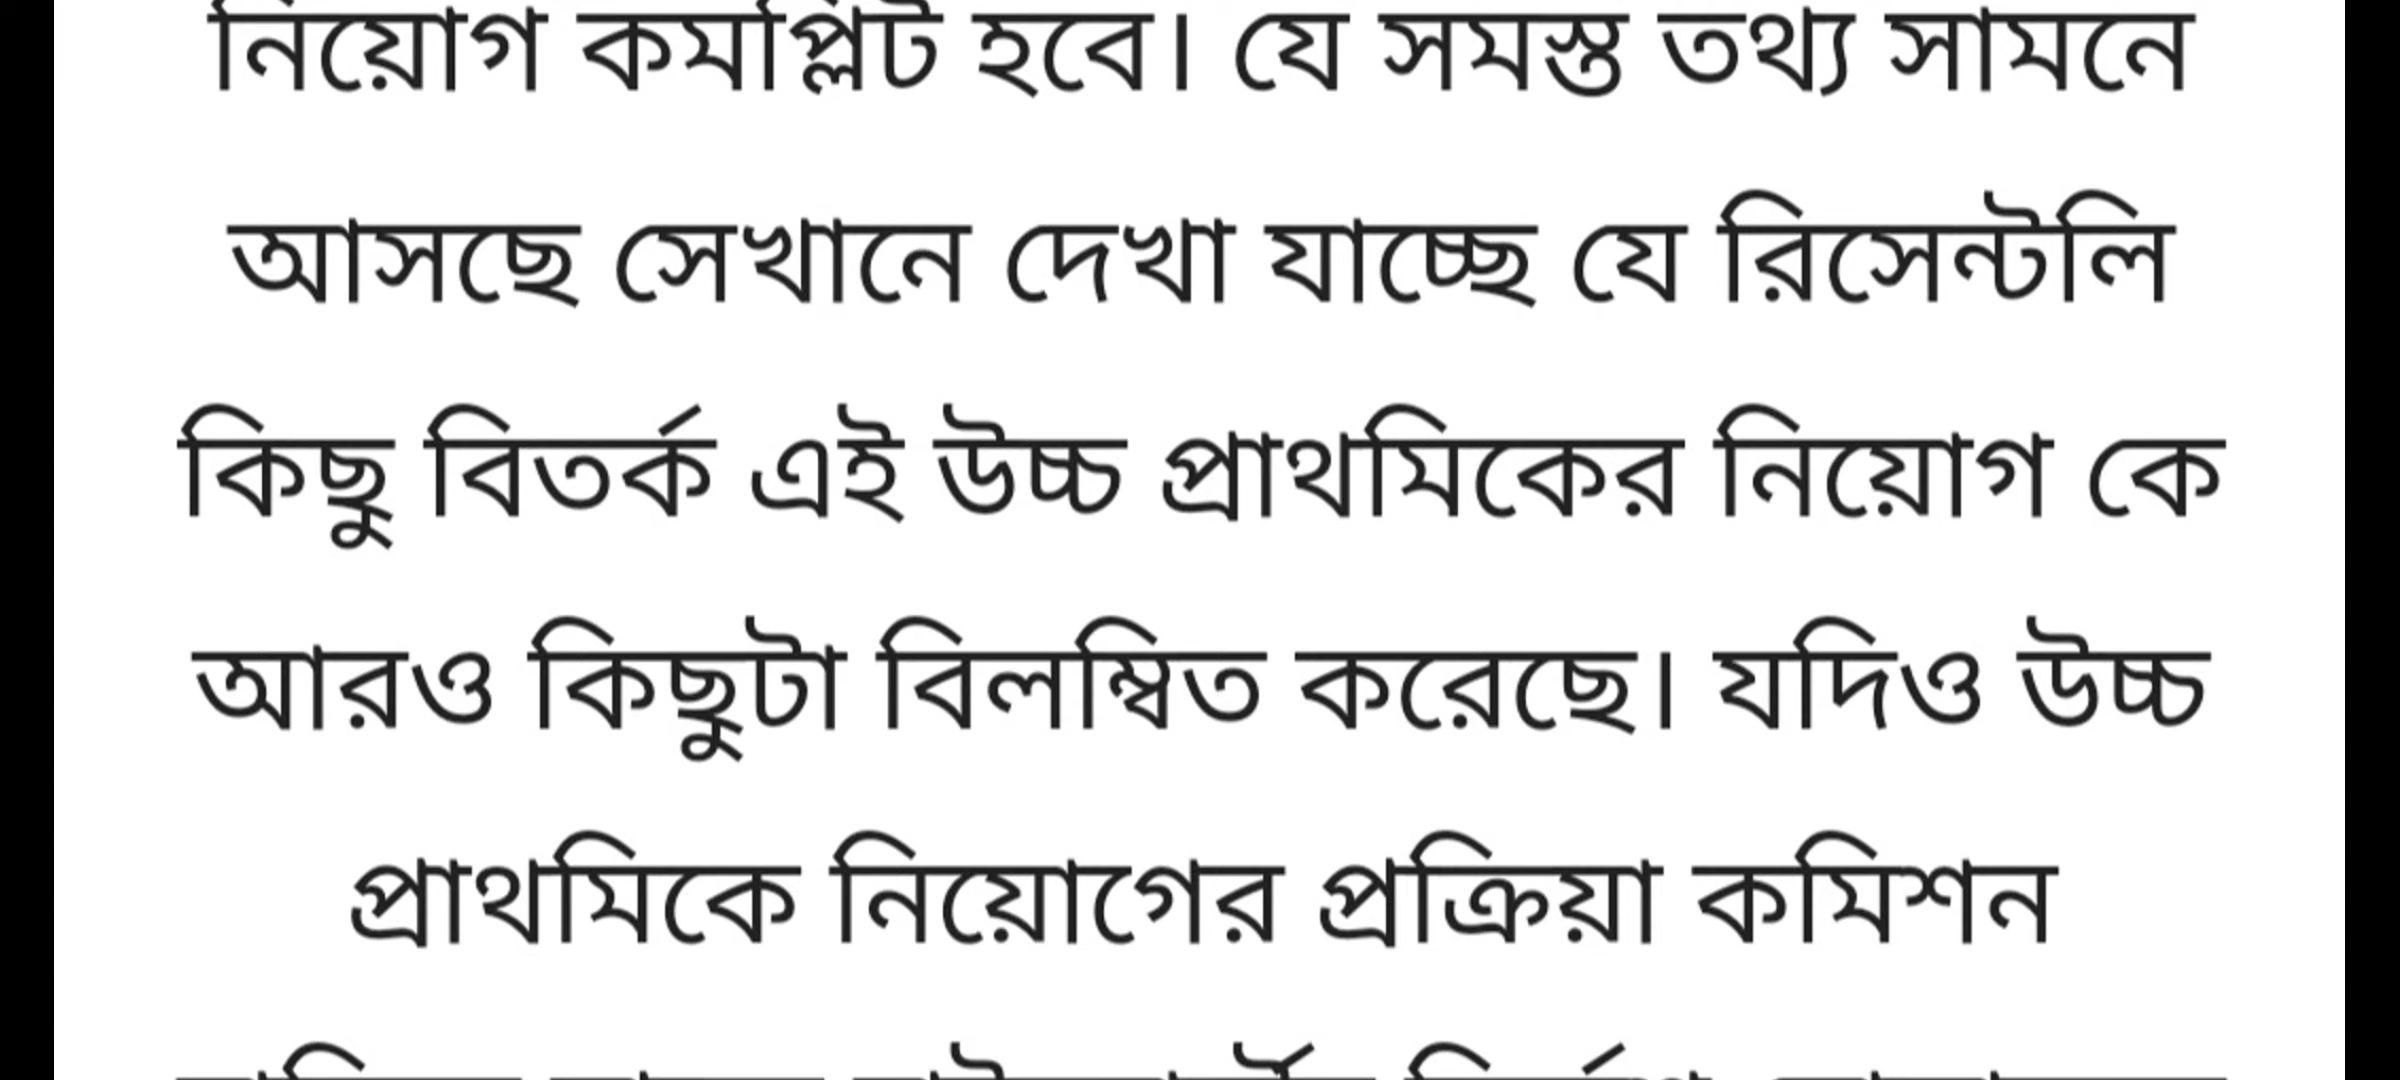 নিয়োগ কমপ্লিট হবে। যে সমস্ত তথ্য সামনে
আসছে সেখানে দেখা যাচ্ছে যে রিসেন্টলি
কিছু বিতর্ক এই উচ্চ প্রাথমিকের নিয়োগ কে
আরও কিছুটা বিলম্বিত করেছে। যদিও উচ্চ
প্রাথমিকে নিয়োগের প্রক্রিয়া কমিশন